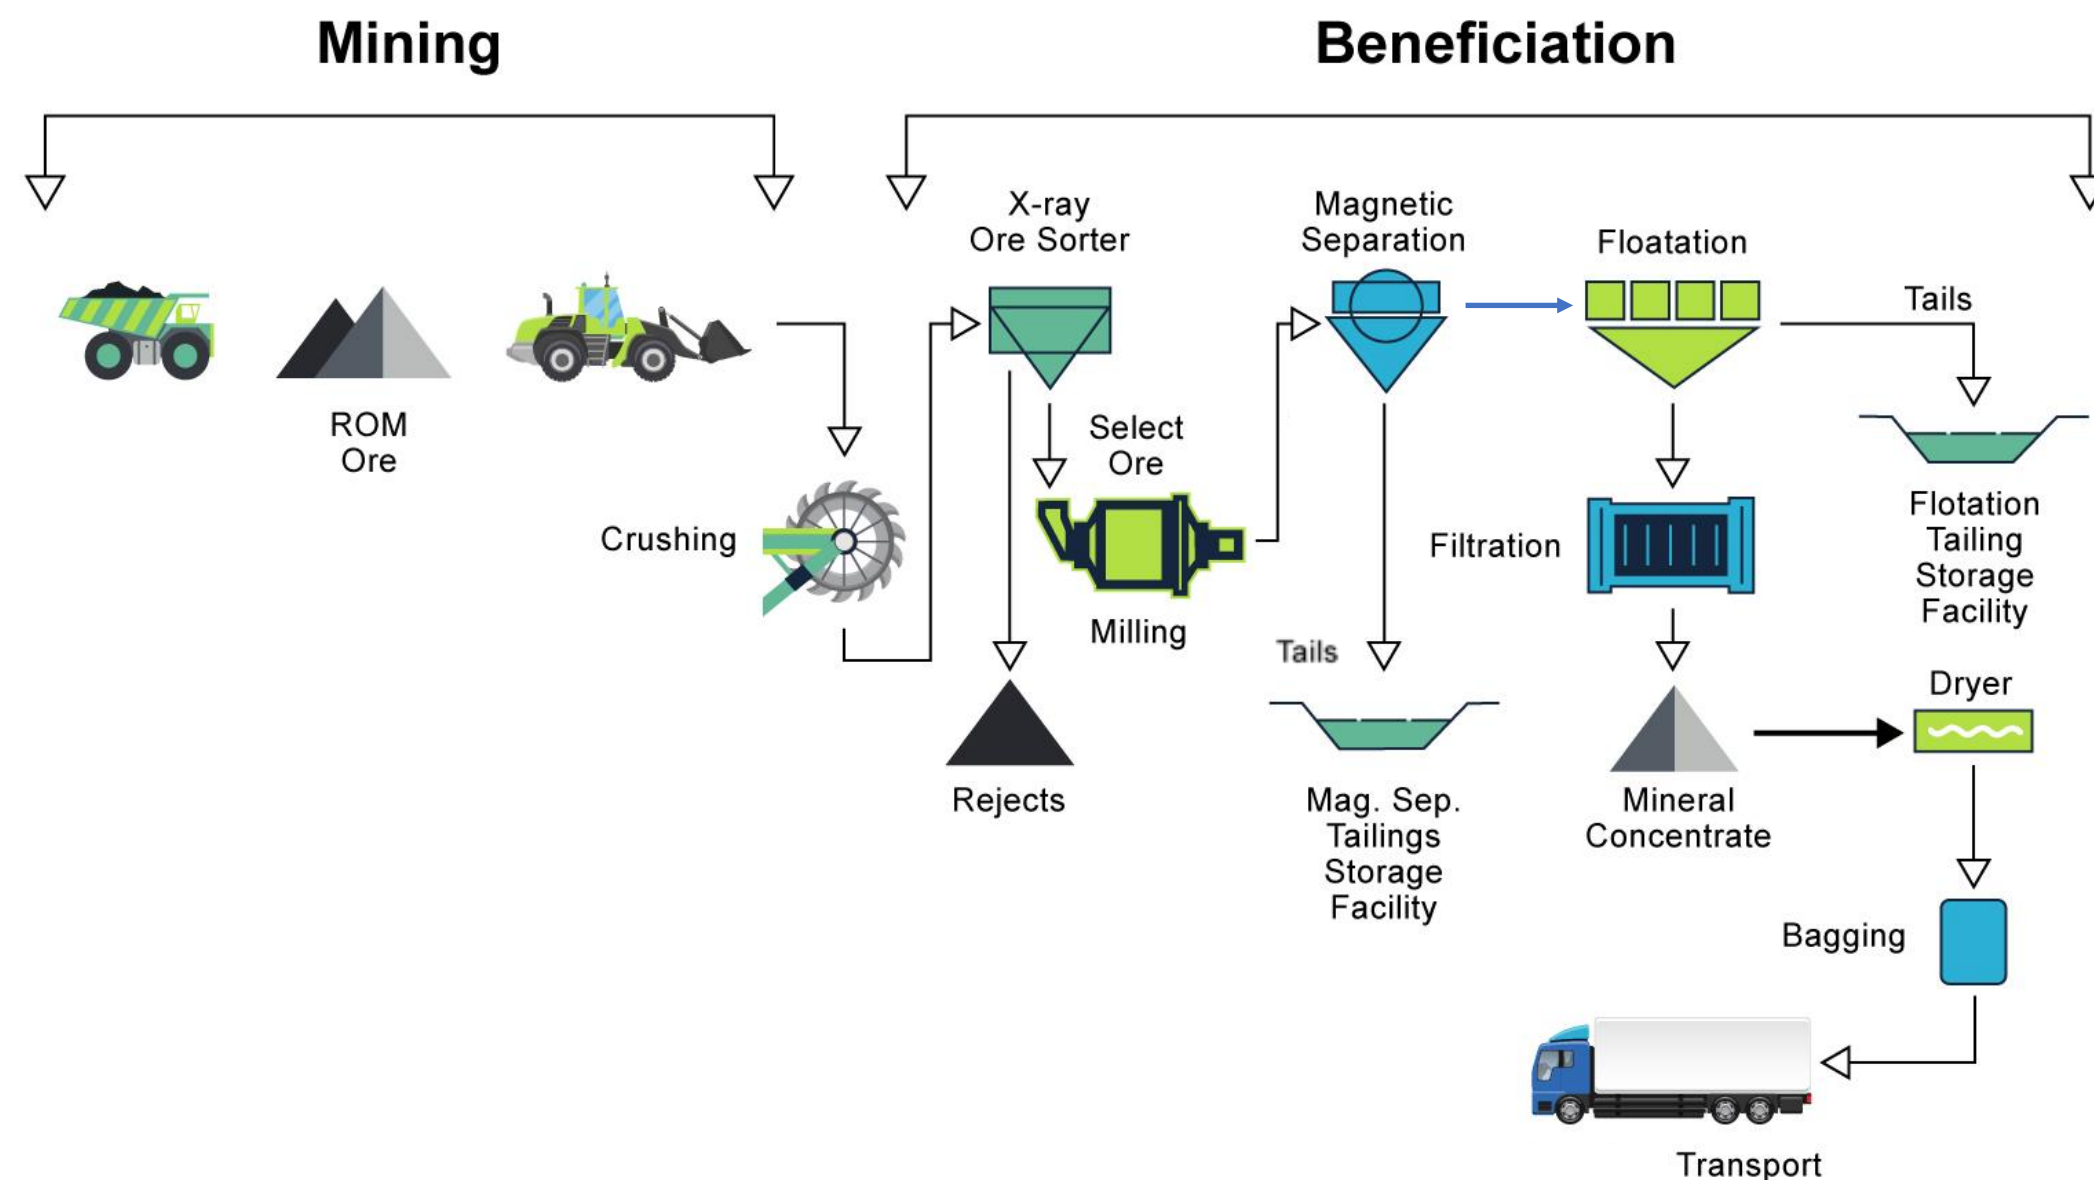 Mining
Beneficiation
X-ray
Ore Sorter
Magnetic
Separation
Floatation
Tails
ROM
Ore
Select
Ore
Crushing
Milling
Filtration
Flotation
Tailing
Storage
Facility
Tails
Dryer
Rejects
Mag. Sep.
Tailings
Storage
Facility
Mineral
Concentrate
Bagging
Transport